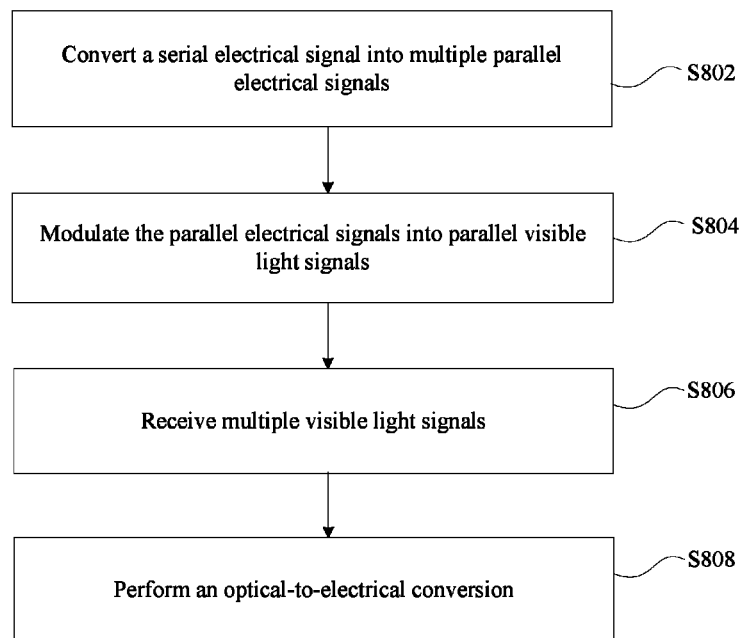 Convert a serial electrical signal into multiple parallel
electrical signals
S802
Modulate the parallel electrical signals into parallel visible
light signals
S804
Receive multiple visible light signals
S806
Perform an optical-to-electrical conversion
S808